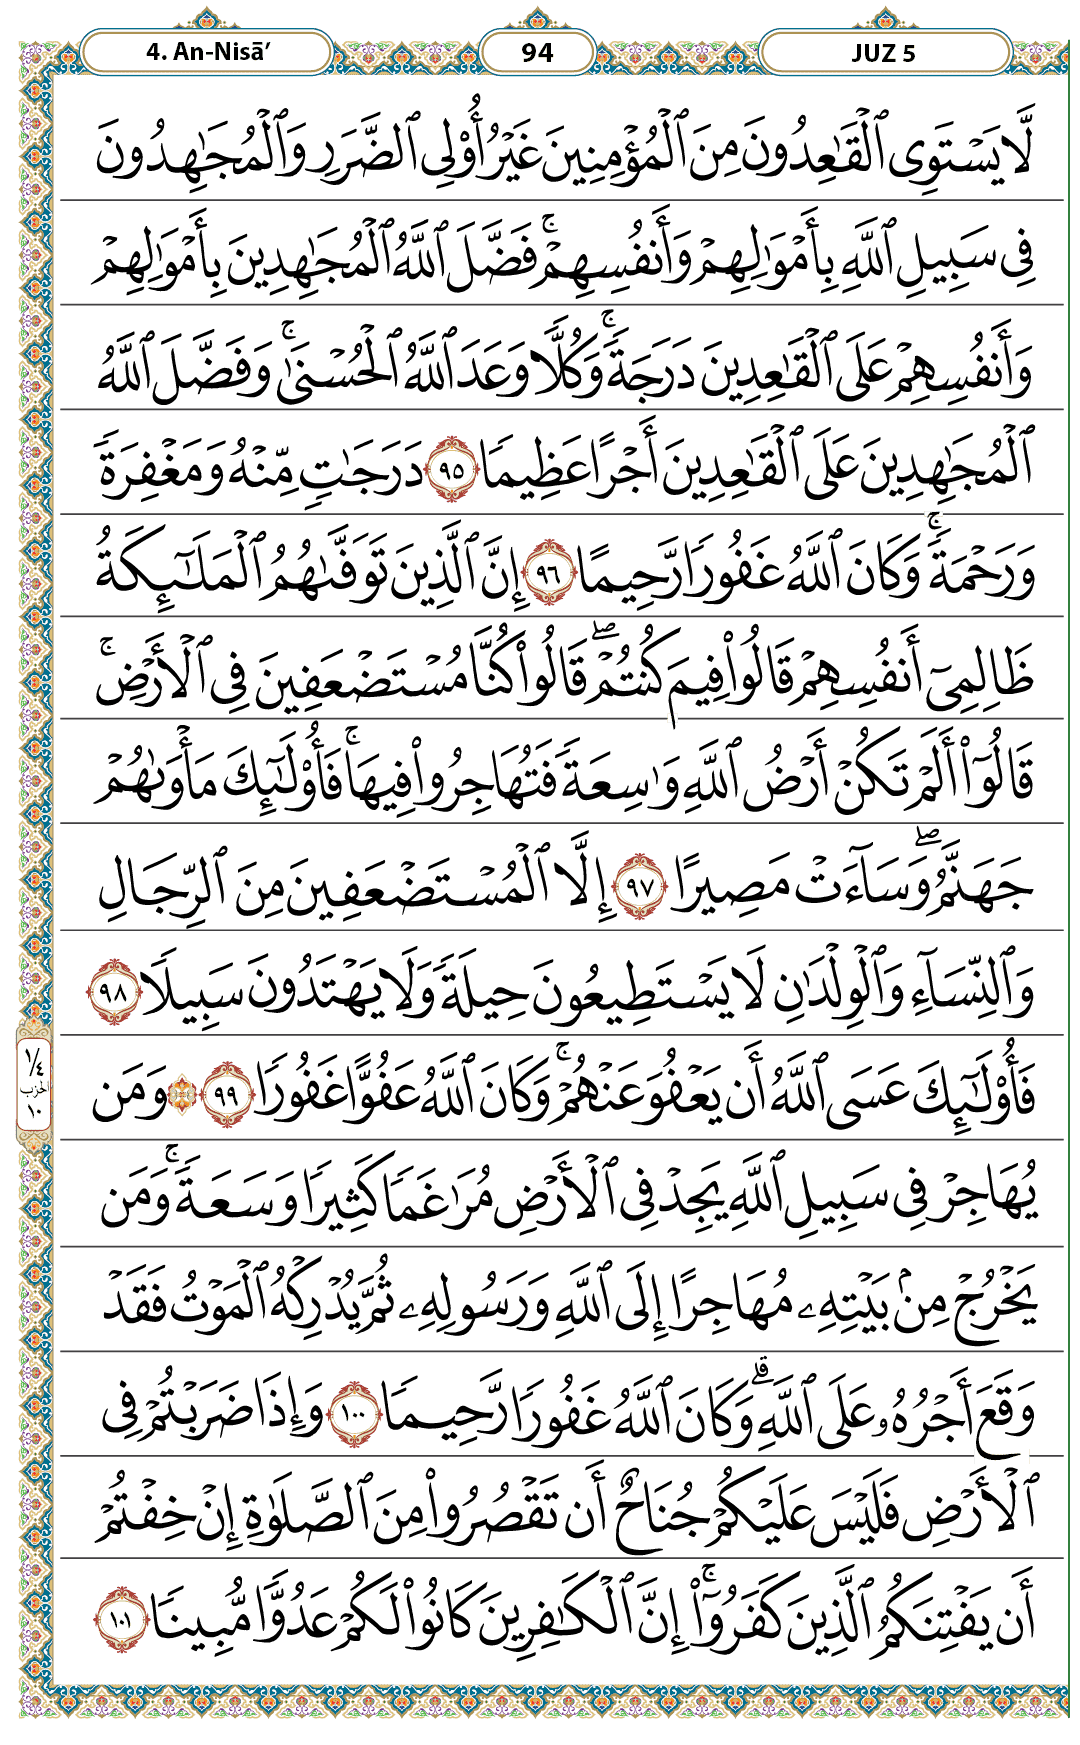 4. An-Nisā’
94
JUZ 5
لَّا يَسْتَوِى ٱلْقَٰعِدُونَ مِنَ ٱلْمُؤْمِنِينَ غَيْرُ أُو۟لِى ٱلضَّرَرِ وَٱلْمُجَٰهِدُونَ
فِى سَبِيلِ ٱللَّهِ بِأَمْوَٰلِهِمْ وَأَنفُسِهِمْ ۚ فَضَّلَ ٱللَّهُ ٱلْمُجَٰهِدِينَ بِأَمْوَٰلِهِمْ
وَأَنفُسِهِمْ عَلَى ٱلْقَٰعِدِينَ دَرَجَةً ۚ وَكُلًّا وَعَدَ ٱللَّهُ ٱلْحُسْنَىٰ ۚ وَفَضَّلَ ٱللَّهُ
ٱلْمُجَٰهِدِينَ عَلَى ٱلْقَٰعِدِينَ أَجْرًا عَظِيمًا ٩٥ دَرَجَٰتٍ مِّنْهُ وَمَغْفِرَةً
وَرَحْمَةً ۚ وَكَانَ ٱللَّهُ غَفُورًا رَّحِيمًا ٩٦ إِنَّ ٱلَّذِينَ تَوَفَّىٰهُمُ ٱلْمَلَٰٓئِكَةُ
ظَالِمِىٓ أَنفُسِهِمْ قَالُوا۟ فِيمَ كُنتُمْ ۖ قَالُوا۟ كُنَّا مُسْتَضْعَفِينَ فِى ٱلْأَرْضِ ۚ
قَالُوٓا۟ أَلَمْ تَكُنْ أَرْضُ ٱللَّهِ وَٰسِعَةً فَتُهَاجِرُوا۟ فِيهَا ۚ فَأُو۟لَٰٓئِكَ مَأْوَىٰهُمْ
جَهَنَّمُ ۖ وَسَآءَتْ مَصِيرًا ٩٧ إِلَّا ٱلْمُسْتَضْعَفِينَ مِنَ ٱلرِّجَالِ
وَٱلنِّسَآءِ وَٱلْوِلْدَٰنِ لَا يَسْتَطِيعُونَ حِيلَةً وَلَا يَهْتَدُونَ سَبِيلًا ٩٨
فَأُو۟لَٰٓئِكَ عَسَى ٱللَّهُ أَن يَعْفُوَ عَنْهُمْ ۚ وَكَانَ ٱللَّهُ عَفُوًّا غَفُورًا ٩٩ ۞ وَمَن
يُهَاجِرْ فِى سَبِيلِ ٱللَّهِ يَجِدْ فِى ٱلْأَرْضِ مُرَٰغَمًا كَثِيرًا وَسَعَةً ۚ وَمَن
يَخْرُجْ مِنۢ بَيْتِهِۦ مُهَاجِرًا إِلَى ٱللَّهِ وَرَسُولِهِۦ ثُمَّ يُدْرِكْهُ ٱلْمَوْتُ فَقَدْ
وَقَعَ أَجْرُهُۥ عَلَى ٱللَّهِ ۗ وَكَانَ ٱللَّهُ غَفُورًا رَّحِيمًا ١٠٠ وَإِذَا ضَرَبْتُمْ فِى
ٱلْأَرْضِ فَلَيْسَ عَلَيْكُمْ جُنَاحٌ أَن تَقْصُرُوا۟ مِنَ ٱلصَّلَوٰةِ إِنْ خِفْتُمْ
أَن يَفْتِنَكُمُ ٱلَّذِينَ كَفَرُوٓا۟ ۚ إِنَّ ٱلْكَٰفِرِينَ كَانُوا۟ لَكُمْ عَدُوًّا مُّبِينًا ١٠١
١/٤
الحزب
١٠